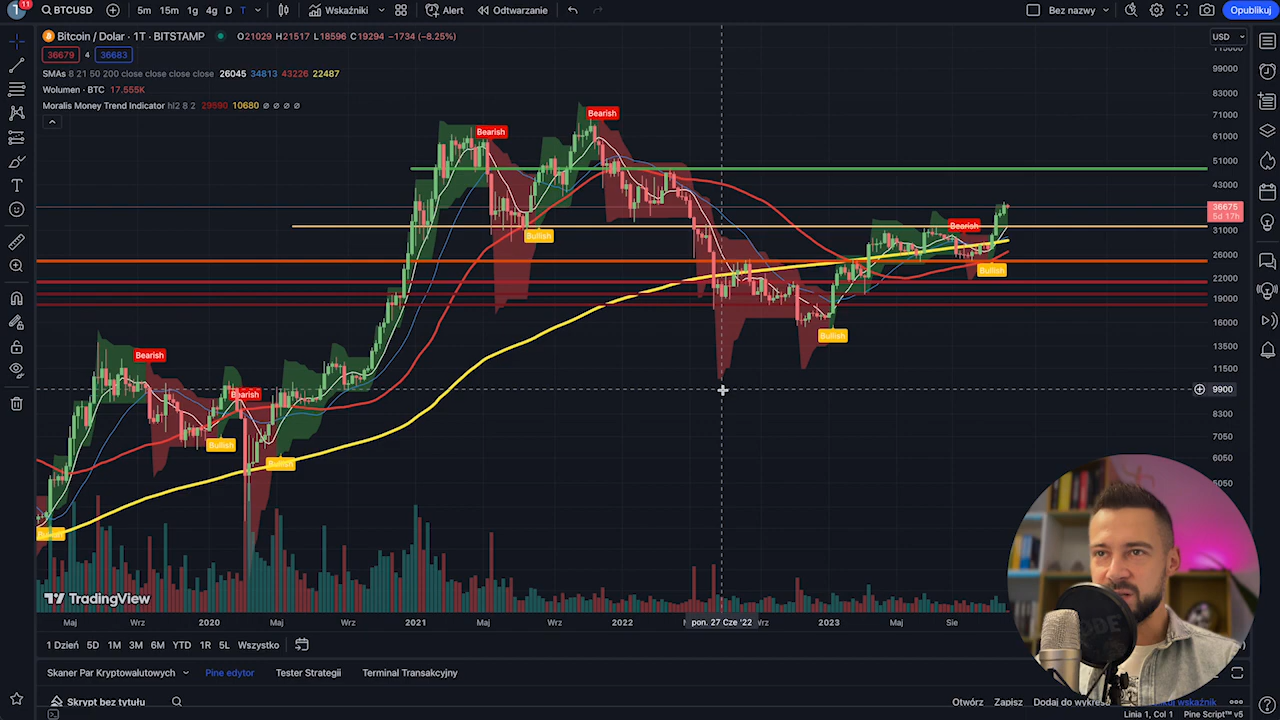 11
BTCUSD
5m 15m 1g 4g D T
Wskaźniki
Alert
Odtwarzanie
Bez nazwy
Opublikuj
Bitcoin / Dolar · 1T · BITSTAMP
O21029 H21517 L18596 C19294 −1734 (−8.25%)
USD
36679 4 36683
SMAs 8 21 50 200 close close close close 26045 34813 43226 22487
Wolumen · BTC 17.555K
Moralis Money Trend Indicator hl2 8 2 29690 10680 ø ø ø ø
99000
83000
71000
61000
51000
43000
36675
5d 17h
31000
26000
22000
19000
16000
13500
11500
9900
8300
7050
6050
5050
Bearish
Bearish
Bearish
Bearish
Bearish
Bullish
Bullish
Bullish
Bullish
Bullish
TradingView
Maj Wrz 2020 Maj Wrz 2021 Maj Wrz 2022 pon. 27 Cze '22 Wrz 2023 Maj Sie
1 Dzień 5D 1M 3M 6M YTD 1R 5L Wszystko
Skaner Par Kryptowalutowych Pine edytor Tester Strategii Terminal Transakcyjny
Skrypt bez tytułu
Otwórz Zapisz Dodaj do wykresu
wskaźnik
Linia 1, Col 1 Pine Script™ v5